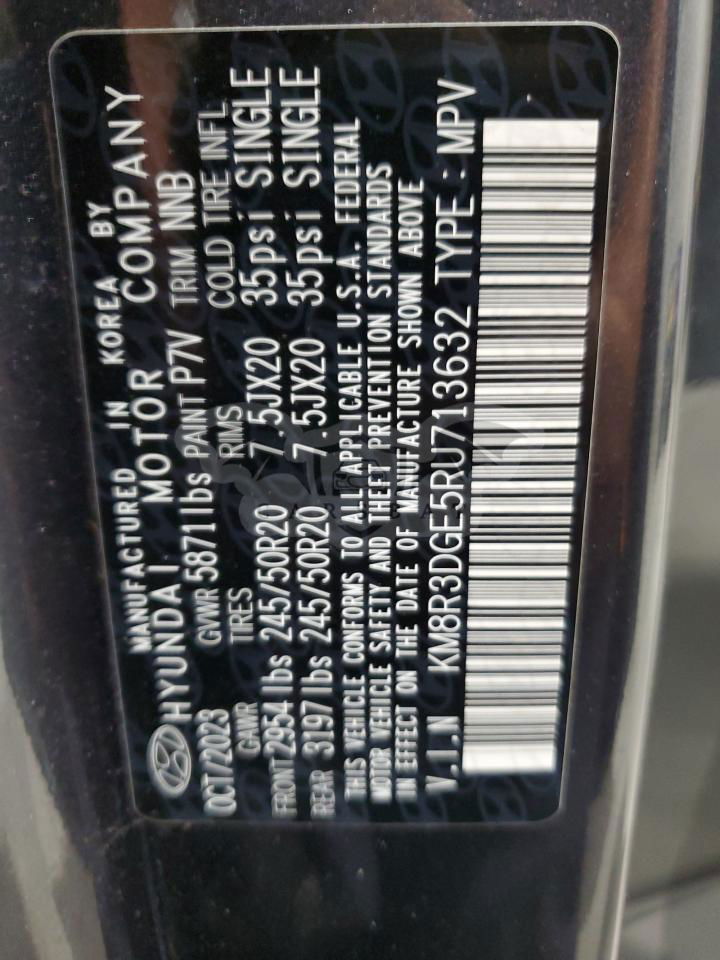 MANUFACTURED IN KOREA BY
HYUNDAI MOTOR COMPANY
OCT/2023 GVWR 5871lbs PAINT P7V TRIM NNB
GAWR TIRES RIMS COLD TIRE INFL
FRONT 2954 lbs 245/50R20 7.5JX20 35psi SINGLE
REAR 3197 lbs 245/50R20 7.5JX20 35psi SINGLE
THIS VEHICLE CONFORMS TO ALL APPLICABLE U.S.A. FEDERAL
MOTOR VEHICLE SAFETY AND THEFT PREVENTION STANDARDS
IN EFFECT ON THE DATE OF MANUFACTURE SHOWN ABOVE
V.I.N KM8R3DGE5RU713632 TYPE : MPV